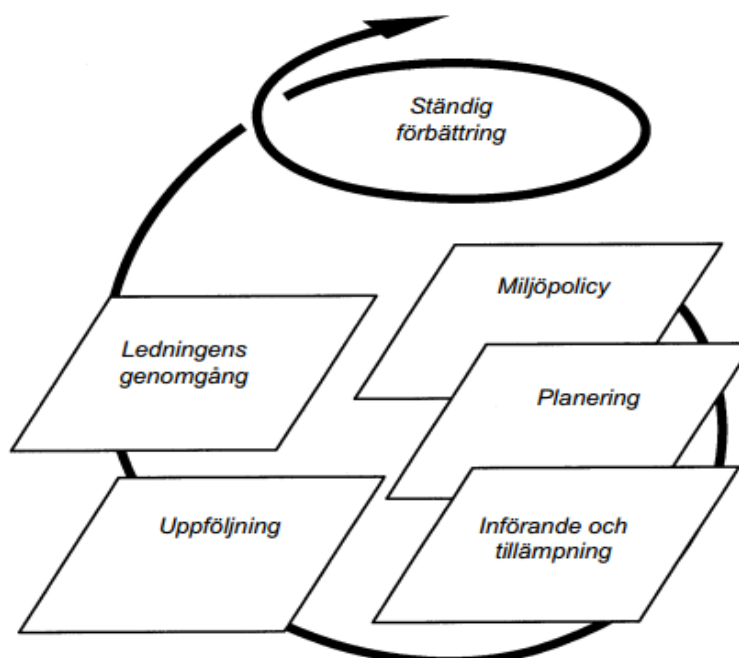 Ständig
förbättring
Miljöpolicy
Ledningens
genomgång
Planering
Uppföljning
Införande och
tillämpning